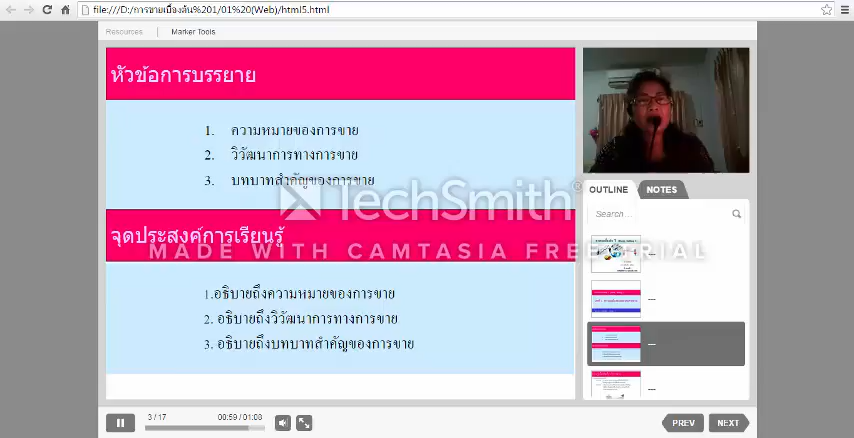 file:///D:/การขายเบื้องต้น%201/01%20(Web)/html5.html
Resources
Marker Tools
หัวข้อการบรรยาย
1. ความหมายของการขาย
2. วิวัฒนาการทางการขาย
3. บทบาทสำคัญของการขาย
จุดประสงค์การเรียนรู้
1.อธิบายถึงความหมายของการขาย
2. อธิบายถึงวิวัฒนาการทางการขาย
3. อธิบายถึงบทบาทสำคัญของการขาย
TechSmith®
MADE WITH CAMTASIA FREE TRIAL
OUTLINE
NOTES
Search...
3 / 17
00:59 / 01:08
PREV
NEXT